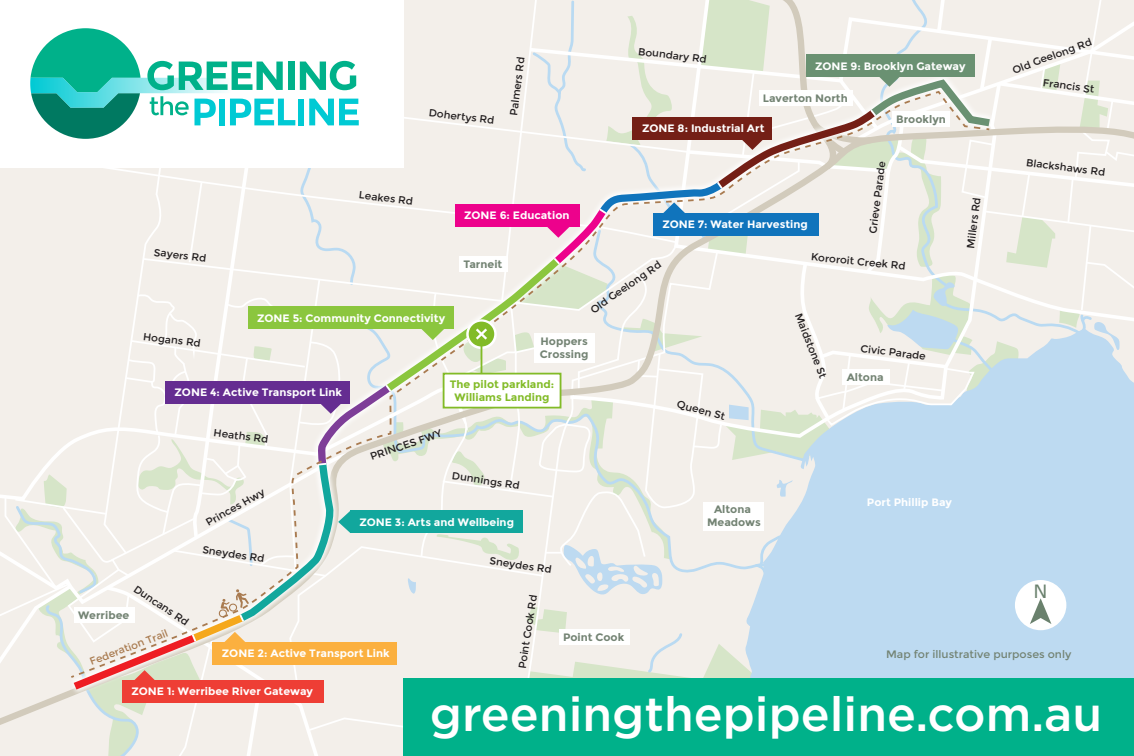 GREENING
the PIPELINE
Boundary Rd
Palmers Rd
Dohertys Rd
Leakes Rd
Sayers Rd
Hogans Rd
Heaths Rd
Princes Hwy
Sneydes Rd
Duncans Rd
Werribee
Federation Trail
ZONE 1: Werribee River Gateway
ZONE 2: Active Transport Link
ZONE 3: Arts and Wellbeing
ZONE 4: Active Transport Link
ZONE 5: Community Connectivity
ZONE 6: Education
ZONE 7: Water Harvesting
ZONE 8: Industrial Art
ZONE 9: Brooklyn Gateway
Laverton North
Brooklyn
Old Geelong Rd
Francis St
Blackshaws Rd
Grieve Parade
Millers Rd
Kororoit Creek Rd
Tarneit
Old Geelong Rd
Hoppers
Crossing
The pilot parkland:
Williams Landing
PRINCES FWY
Maidstone St
Civic Parade
Altona
Queen St
Dunnings Rd
Altona
Meadows
Port Phillip Bay
Sneydes Rd
Point Cook Rd
Point Cook
N
Map for illustrative purposes only
greeningthepipeline.com.au